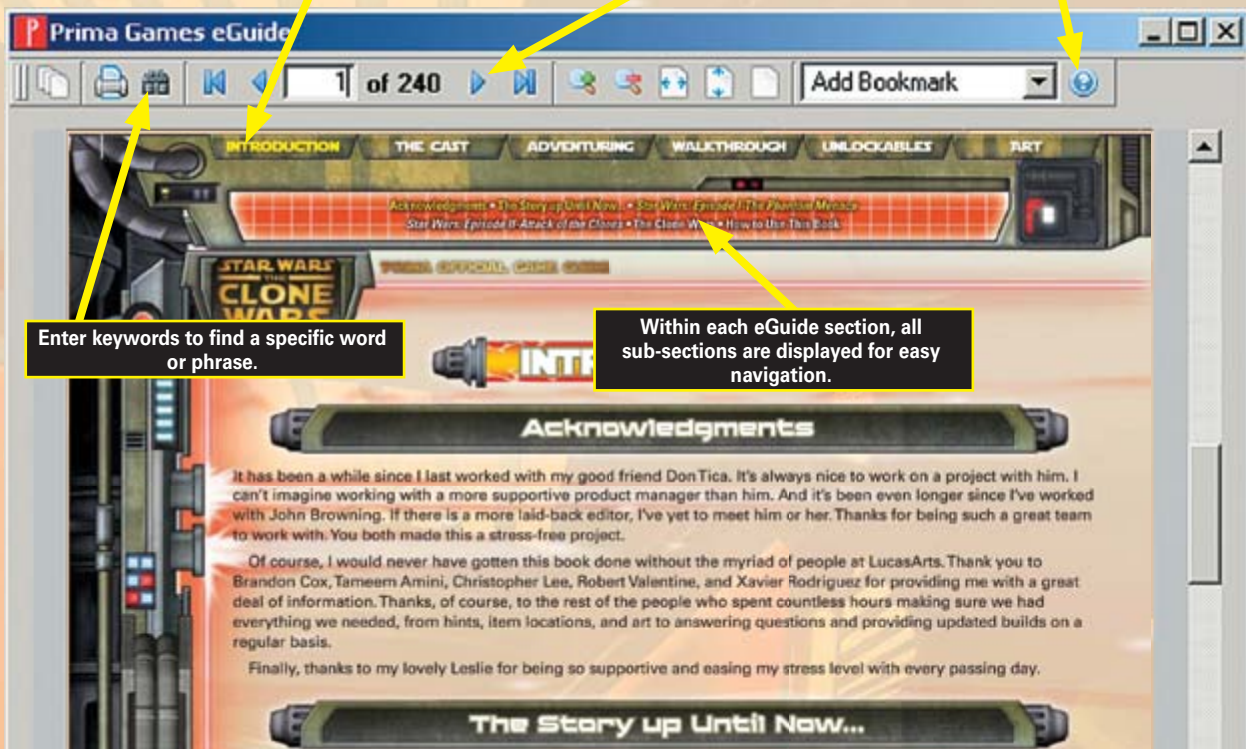 Prima Games eGuide
1 of 240 Add Bookmark
INTRODUCTION THE CAST ADVENTURING WALKTHROUGH UNLOCKABLES ART
Acknowledgments • The Story up Until Now... • Star Wars: Episode I: The Phantom Menace
Star Wars: Episode II: Attack of the Clones • The Clone Wars • How to Use This Book
STAR WARS PRIMA OFFICIAL GAME GUIDE
THE
CLONE
WARS
Enter keywords to find a specific word
or phrase.
Within each eGuide section, all
sub-sections are displayed for easy
navigation.
Acknowledgments
It has been a while since I last worked with my good friend Don Tica. It's always nice to work on a project with him. I
can't imagine working with a more supportive product manager than him. And it's been even longer since I've worked
with John Browning. If there is a more laid-back editor, I've yet to meet him or her. Thanks for being such a great team
to work with. You both made this a stress-free project.
Of course, I would never have gotten this book done without the myriad of people at LucasArts. Thank you to
Brandon Cox, Tameem Amini, Christopher Lee, Robert Valentine, and Xavier Rodriguez for providing me with a great
deal of information. Thanks, of course, to the rest of the people who spent countless hours making sure we had
everything we needed, from hints, item locations, and art to answering questions and providing updated builds on a
regular basis.
Finally, thanks to my lovely Leslie for being so supportive and easing my stress level with every passing day.
The Story up Until Now...